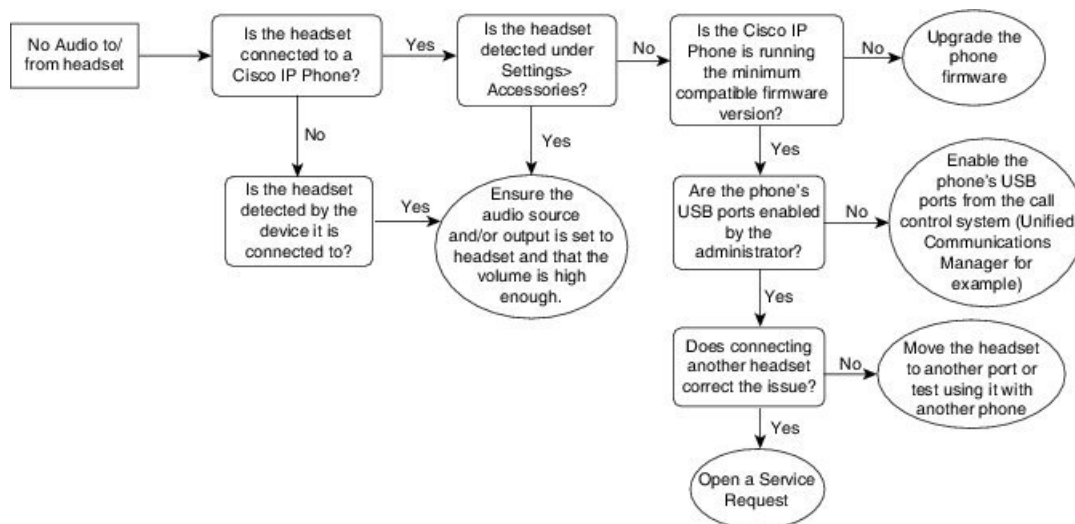 No Audio to/
from headset
Is the headset
connected to a
Cisco IP Phone?
Yes
Is the headset
detected under
Settings>
Accessories?
No
Is the Cisco IP
Phone is running
the minimum
compatible firmware
version?
No
Upgrade the
phone
firmware
No
Yes
Yes
Is the headset
detected by the
device it is
connected to?
Yes
Ensure the
audio source
and/or output is set to
headset and that the
volume is high
enough.
Are the phone's
USB ports enabled
by the
administrator?
No
Enable the
phone's USB
ports from the call
control system (Unified
Communications
Manager for
example)
Yes
Does connecting
another headset
correct the issue?
No
Move the headset
to another port or
test using it with
another phone
Yes
Open a Service
Request